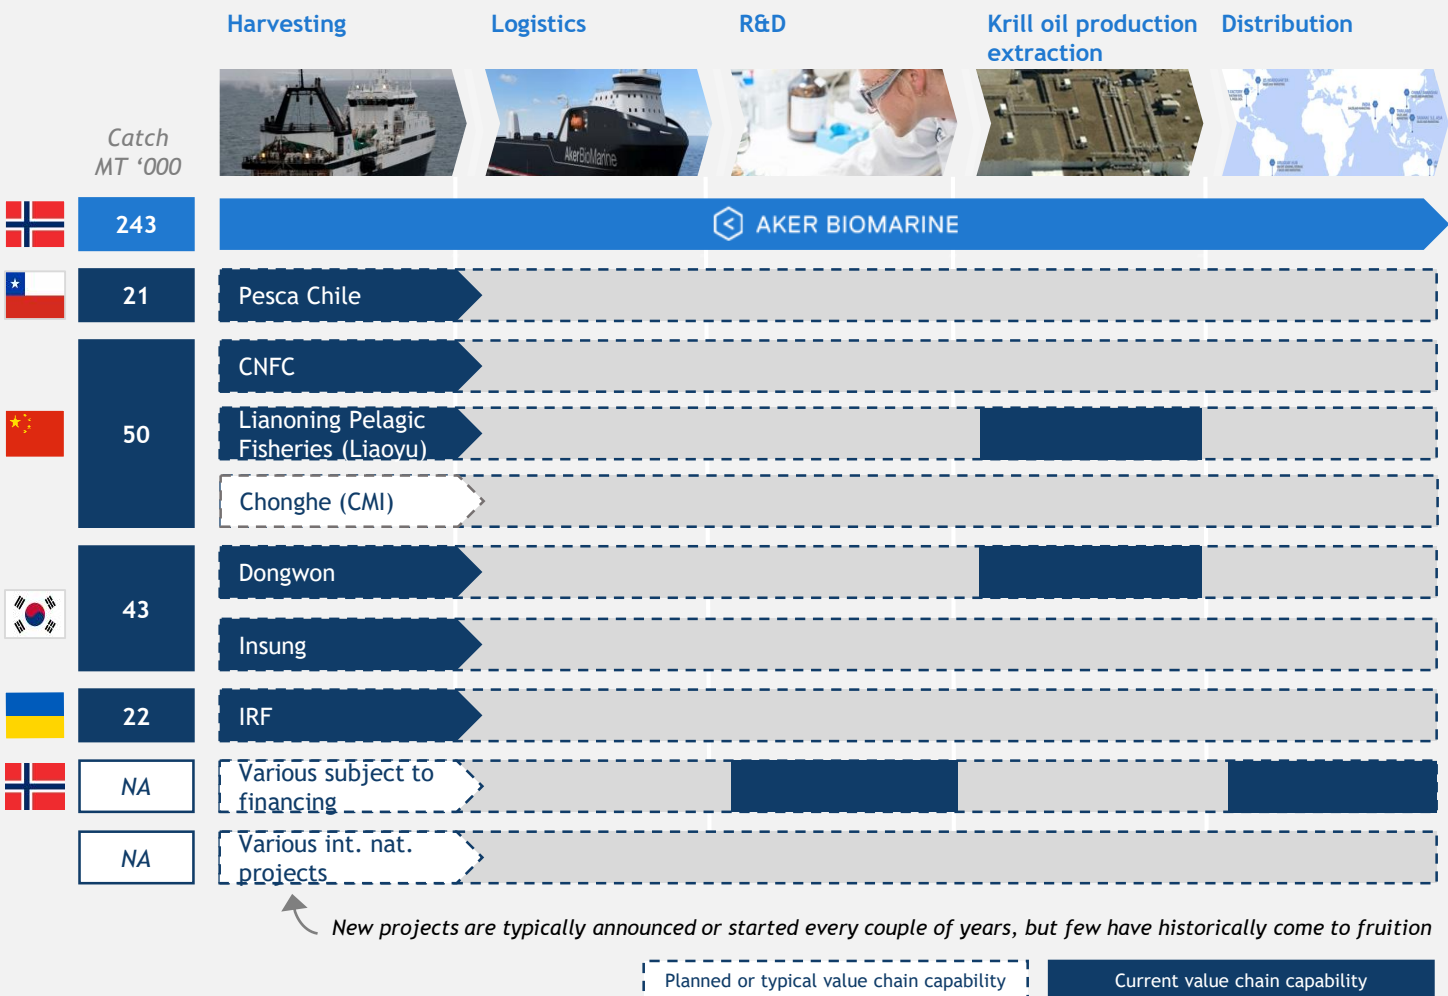 Harvesting
Logistics
R&D
Krill oil production
extraction
Distribution
Catch
MT ‘000
AkerBioMarine
243
AKER BIOMARINE
21
Pesca Chile
50
CNFC
Lianoning Pelagic
Fisheries (Liaoyu)
Chonghe (CMI)
43
Dongwon
Insung
22
IRF
NA
Various subject to
financing
NA
Various int. nat.
projects
New projects are typically announced or started every couple of years, but few have historically come to fruition
Planned or typical value chain capability
Current value chain capability